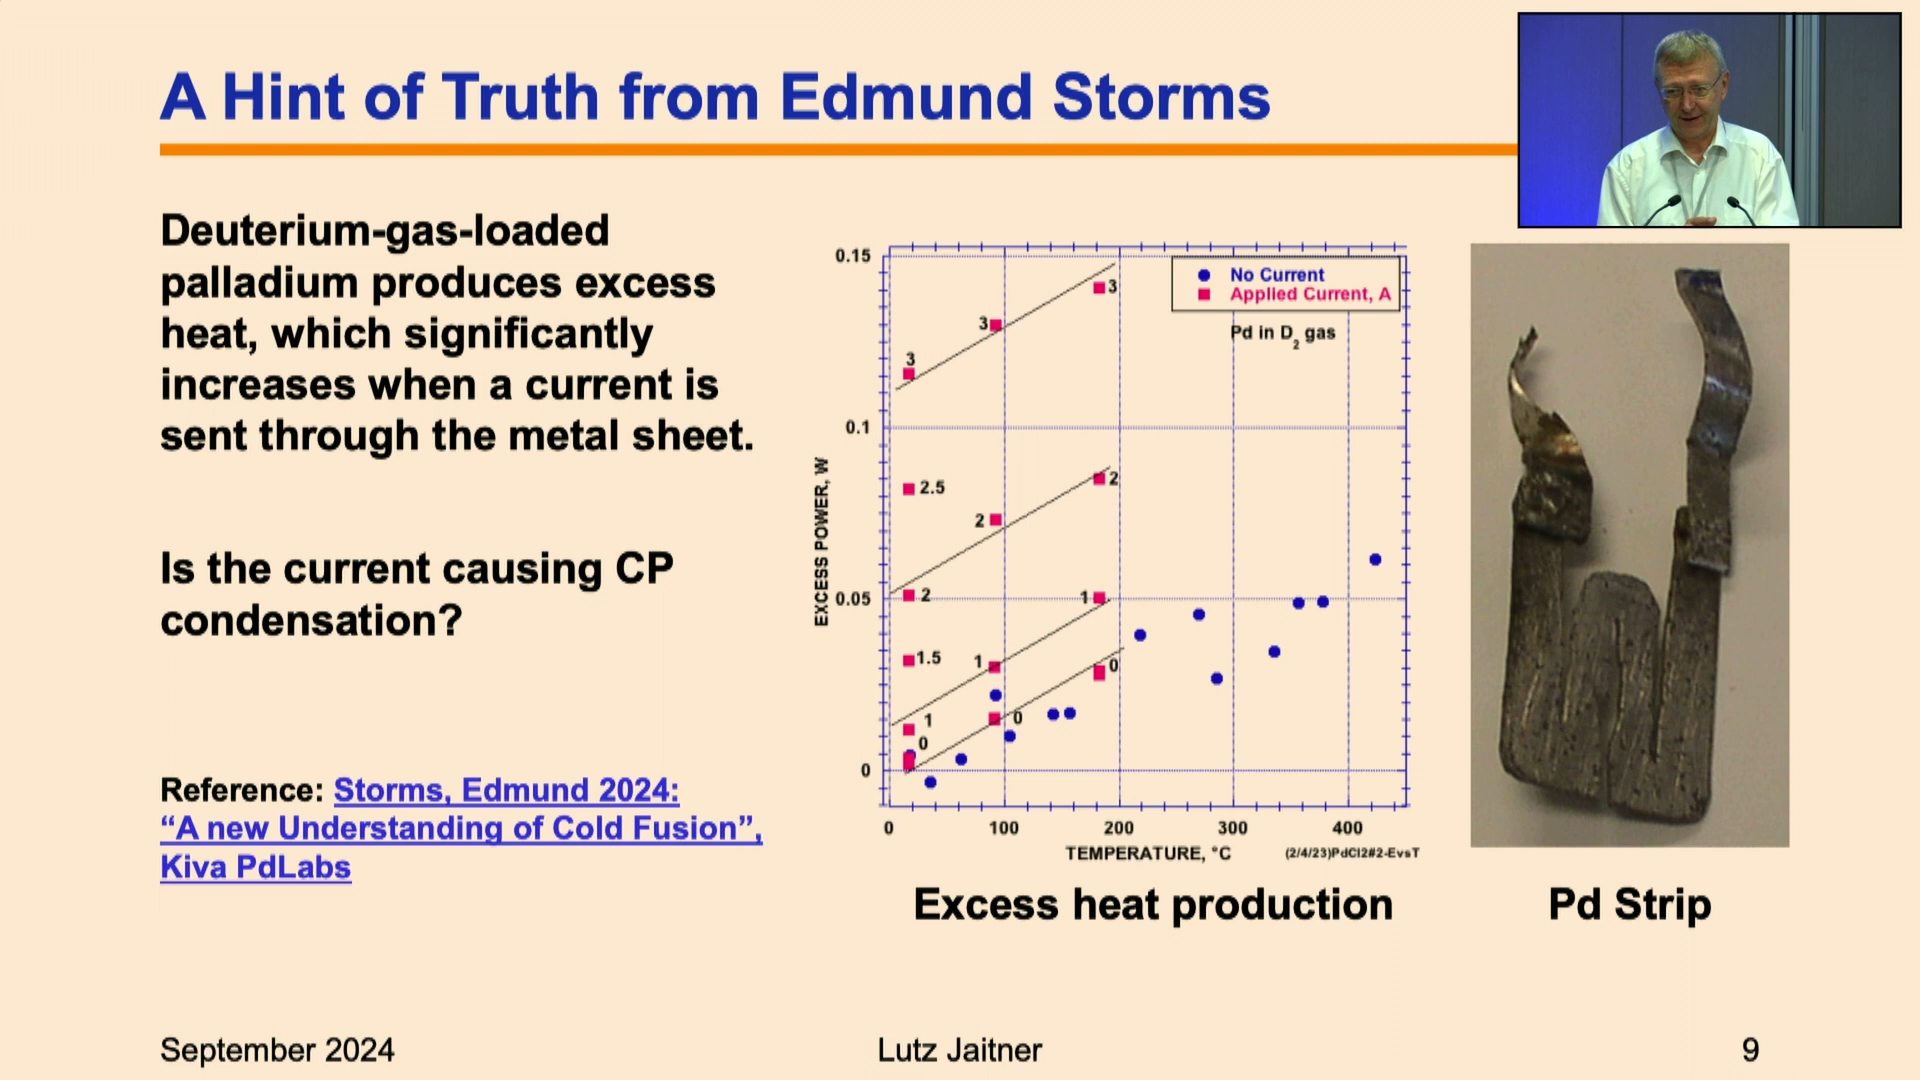 A Hint of Truth from Edmund Storms
Deuterium-gas-loaded
palladium produces excess
heat, which significantly
increases when a current is
sent through the metal sheet.
Is the current causing CP
condensation?
Reference: Storms, Edmund 2024:
“A new Understanding of Cold Fusion”,
Kiva PdLabs
EXCESS POWER, W
0.15
0.1
0.05
0
No Current
Applied Current, A
Pd in D2 gas
3
3
3
2.5
2
2
2
1.5
1
1
1
0
0
0
0 100 200 300 400
TEMPERATURE, °C (2/4/23)PdCl2#2-EvsT
Excess heat production
Pd Strip
September 2024 Lutz Jaitner 9